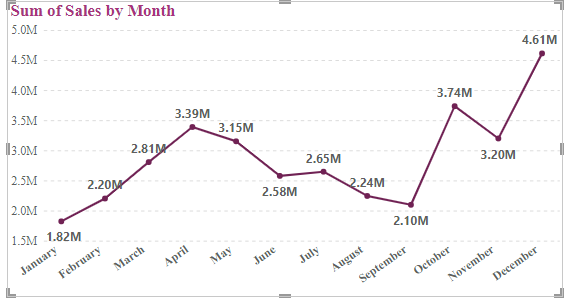 Sum of Sales by Month
5.0M
4.5M
4.0M
3.5M
3.0M
2.5M
2.0M
1.5M
1.82M
2.20M
2.81M
3.39M
3.15M
2.58M
2.65M
2.24M
2.10M
3.74M
3.20M
4.61M
January
February
March
April
May
June
July
August
September
October
November
December